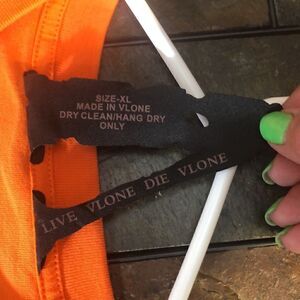 SIZE-XL
MADE IN VLONE
DRY CLEAN/HANG DRY
ONLY
LIVE VLONE DIE VLONE